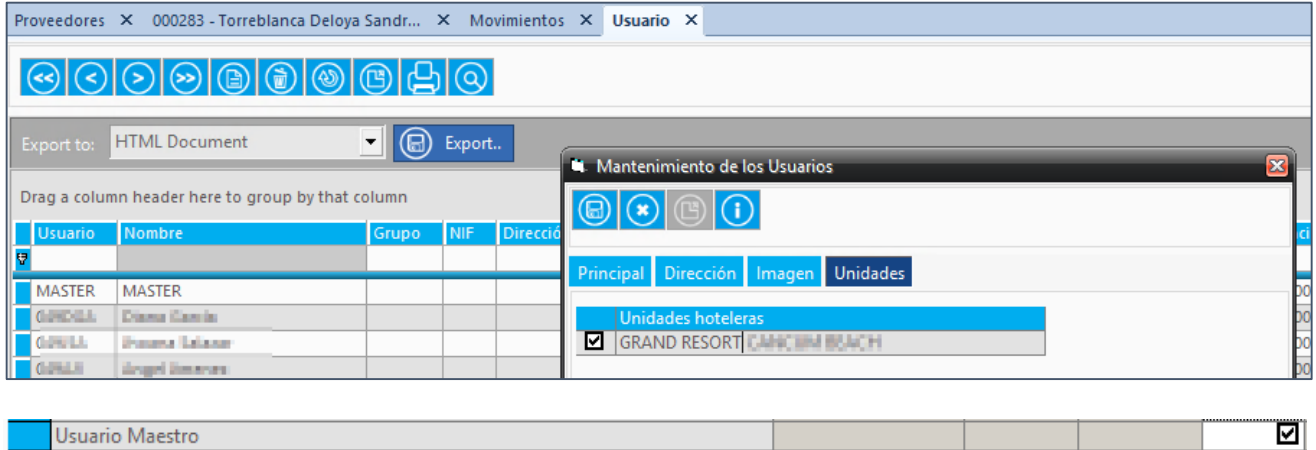 Proveedores X 000283 - Torreblanca Deloya Sandr... X Movimientos X Usuario X
Export to: HTML Document Export..
Mantenimiento de los Usuarios
Drag a column header here to group by that column
Usuario Nombre Grupo NIF Direcció
Principal Dirección Imagen Unidades
MASTER MASTER
Unidades hoteleras
GRAND RESORT
Usuario Maestro